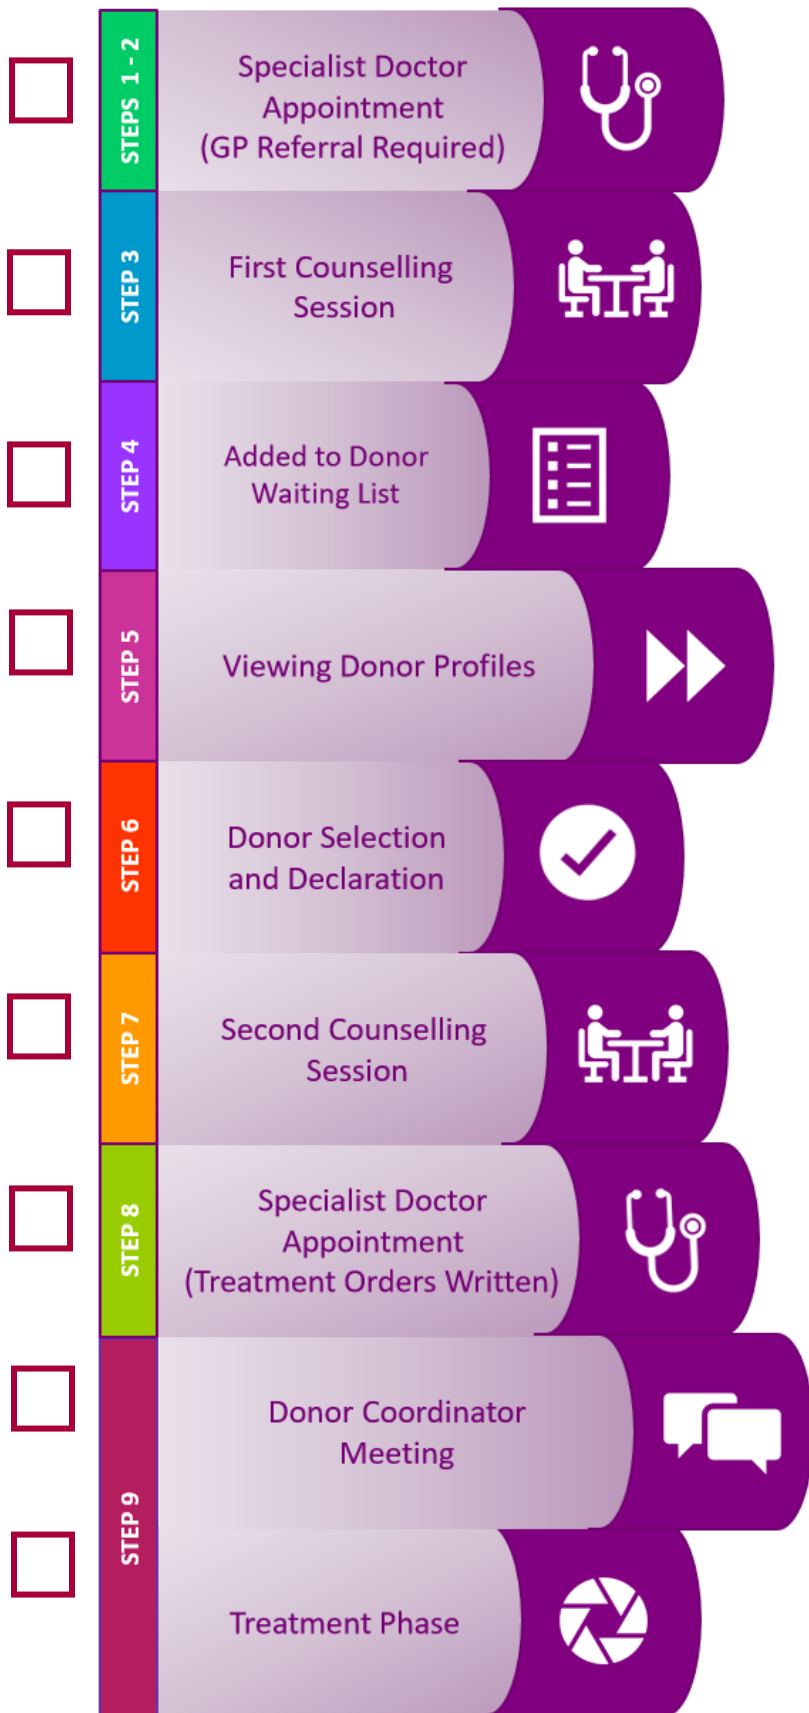 STEPS 1 - 2
Specialist Doctor
Appointment
(GP Referral Required)
STEP 3
First Counselling
Session
STEP 4
Added to Donor
Waiting List
STEP 5
Viewing Donor Profiles
STEP 6
Donor Selection
and Declaration
STEP 7
Second Counselling
Session
STEP 8
Specialist Doctor
Appointment
(Treatment Orders Written)
STEP 9
Donor Coordinator
Meeting
Treatment Phase